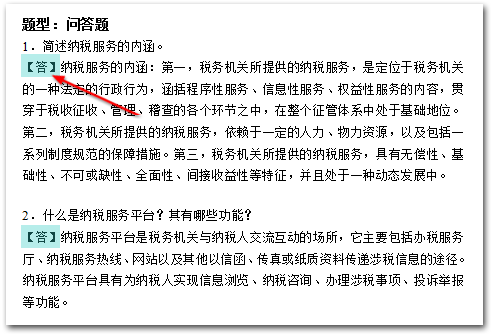 题型：问答题
1．简述纳税服务的内涵。
【答】纳税服务的内涵：第一，税务机关所提供的纳税服务，是定位于税务机关
的一种法定的行政行为，涵括程序性服务、信息性服务、权益性服务的内容，贯
穿于税收征收、管理、稽查的各个环节之中，在整个征管体系中处于基础地位。
第二，税务机关所提供的纳税服务，依赖于一定的人力、物力资源，以及包括一
系列制度规范的保障措施。第三，税务机关所提供的纳税服务，具有无偿性、基
础性、不可或缺性、全面性、间接收益性等特征，并且处于一种动态发展中。
2．什么是纳税服务平台？其有哪些功能？
【答】纳税服务平台是税务机关与纳税人交流互动的场所，它主要包括办税服务
厅、纳税服务热线、网站以及其他以信函、传真或纸质资料传递涉税信息的途径。
纳税服务平台具有为纳税人实现信息浏览、纳税咨询、办理涉税事项、投诉举报
等功能。